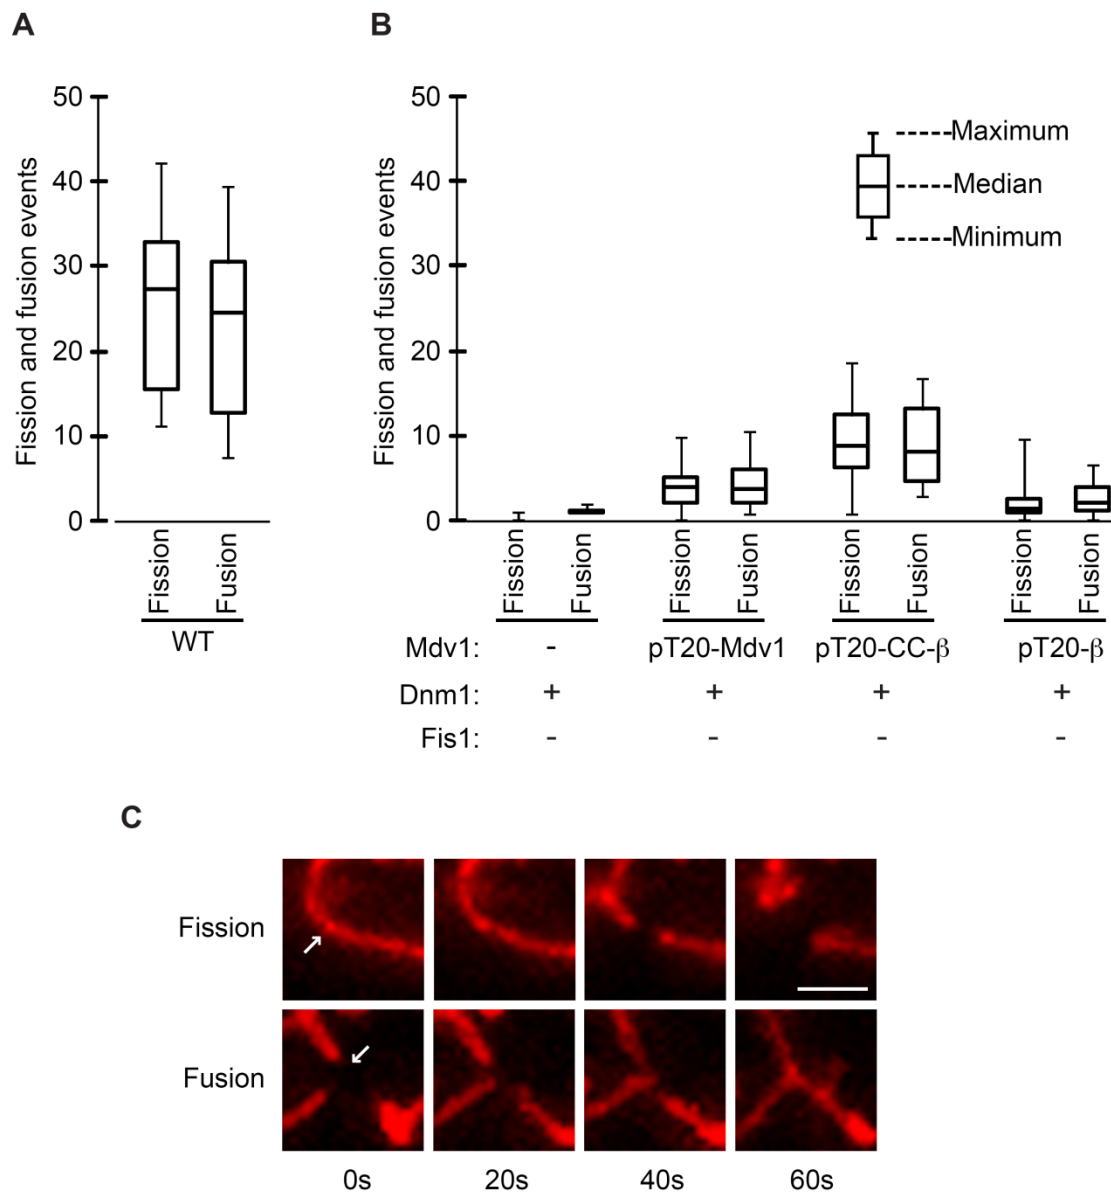 A
B
Fission and fusion events
50
40
30
20
10
0
Fission
Fusion
WT
Fission and fusion events
50
40
30
20
10
0
Maximum
Median
Minimum
Fission
Fusion
Fission
Fusion
Fission
Fusion
Fission
Fusion
Mdv1: - pT20-Mdv1 pT20-CC-β pT20-β
Dnm1: + + + +
Fis1: - - - -
C
Fission
Fusion
0s 20s 40s 60s